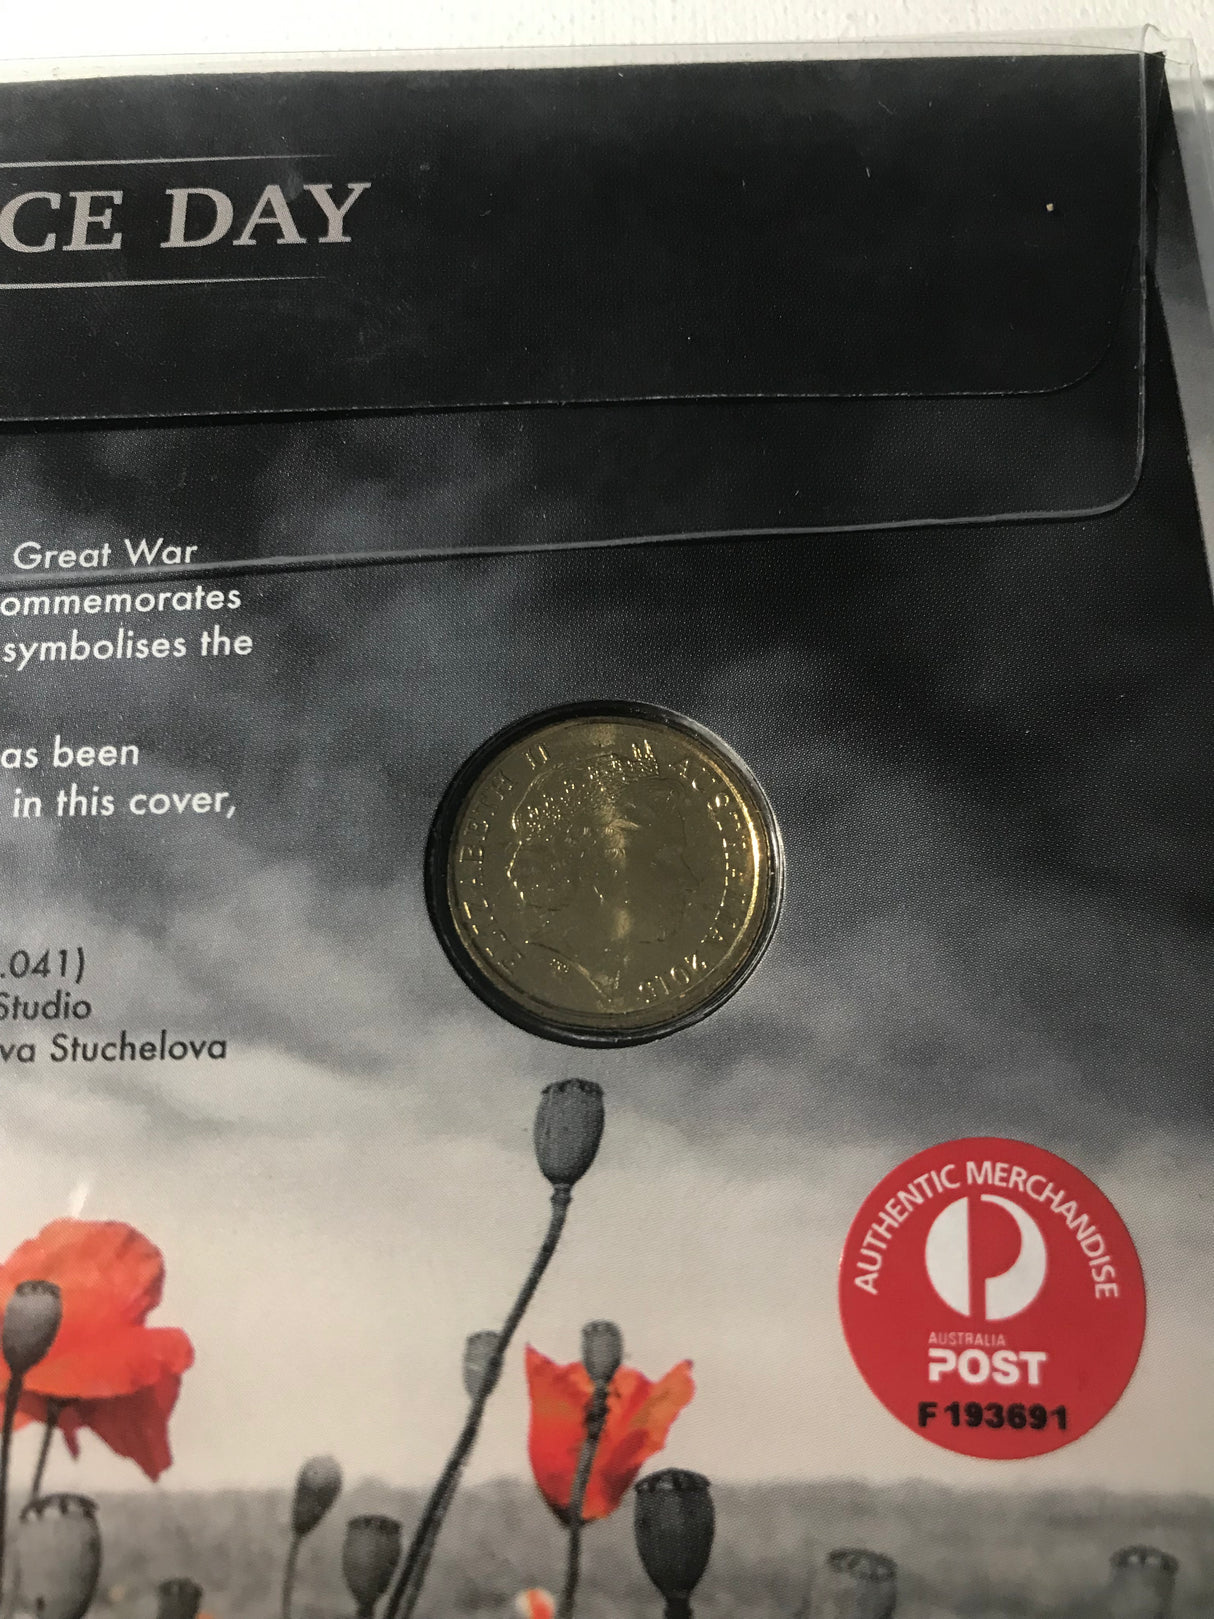 CE DAY
Great War
ommemorates
symbolises the
as been
in this cover,
.041)
Studio
va Stuchelova
ELIZABETH II
AUSTRALIA 2018
AUTHENTIC MERCHANDISE
AUSTRALIA
POST
F193691